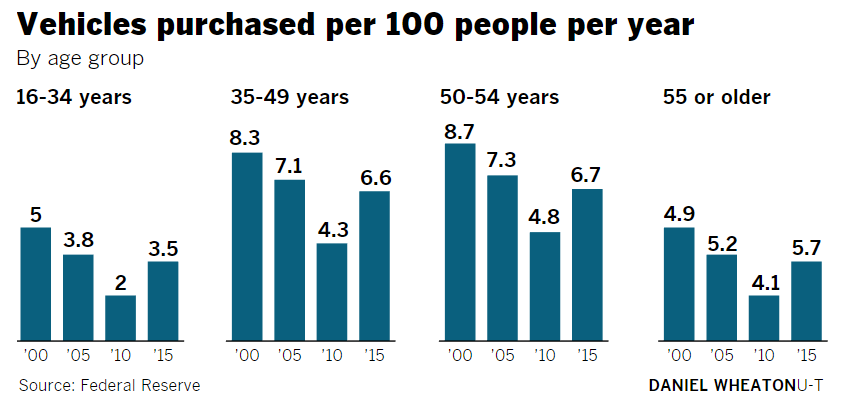 Vehicles purchased per 100 people per year
By age group
16-34 years
5
3.8
2
3.5
’00 ’05 ’10 ’15
35-49 years
8.3
7.1
4.3
6.6
’00 ’05 ’10 ’15
50-54 years
8.7
7.3
4.8
6.7
’00 ’05 ’10 ’15
55 or older
4.9
5.2
4.1
5.7
’00 ’05 ’10 ’15
Source: Federal Reserve
DANIEL WHEATONU-T